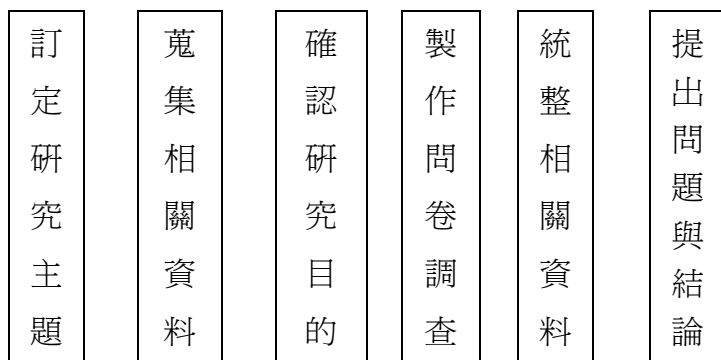 訂定研究主題
蒐集相關資料
確認研究目的
製作問卷調查
統整相關資料
提出問題與結論